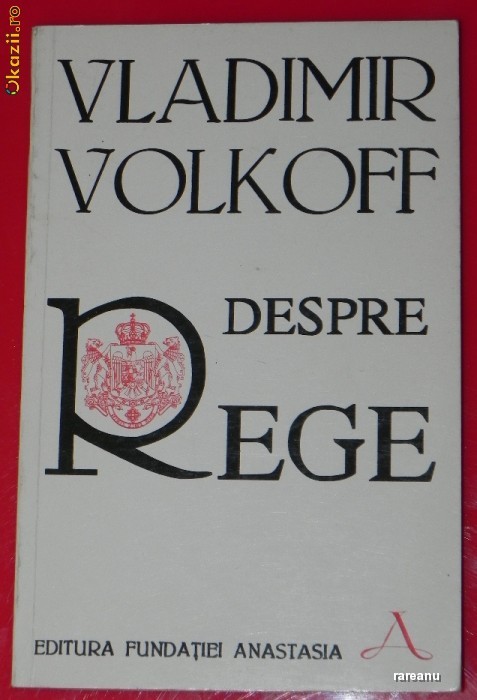 Okazii.ro
VLADIMIR
VOLKOFF
DESPRE
REGE
EDITURA FUNDAȚIEI ANASTASIA
A
rareanu